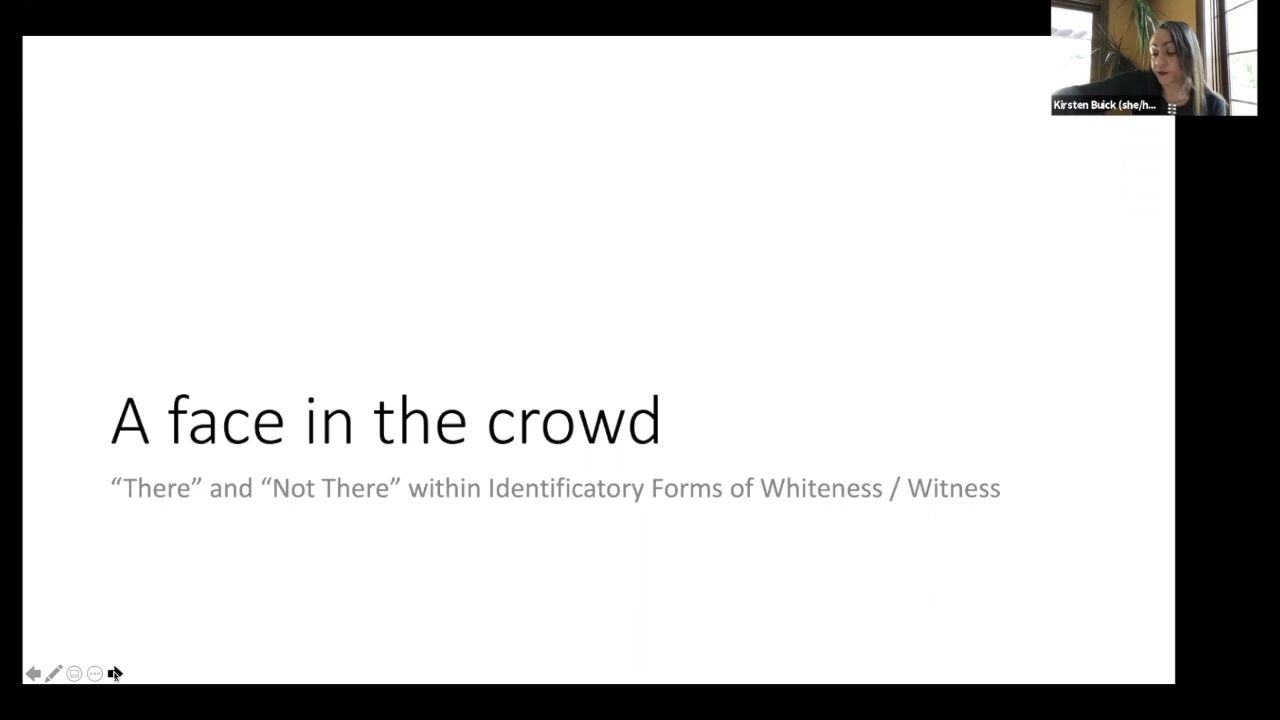 Kirsten Buick (she/h...
A face in the crowd
“There” and “Not There” within Identificatory Forms of Whiteness / Witness